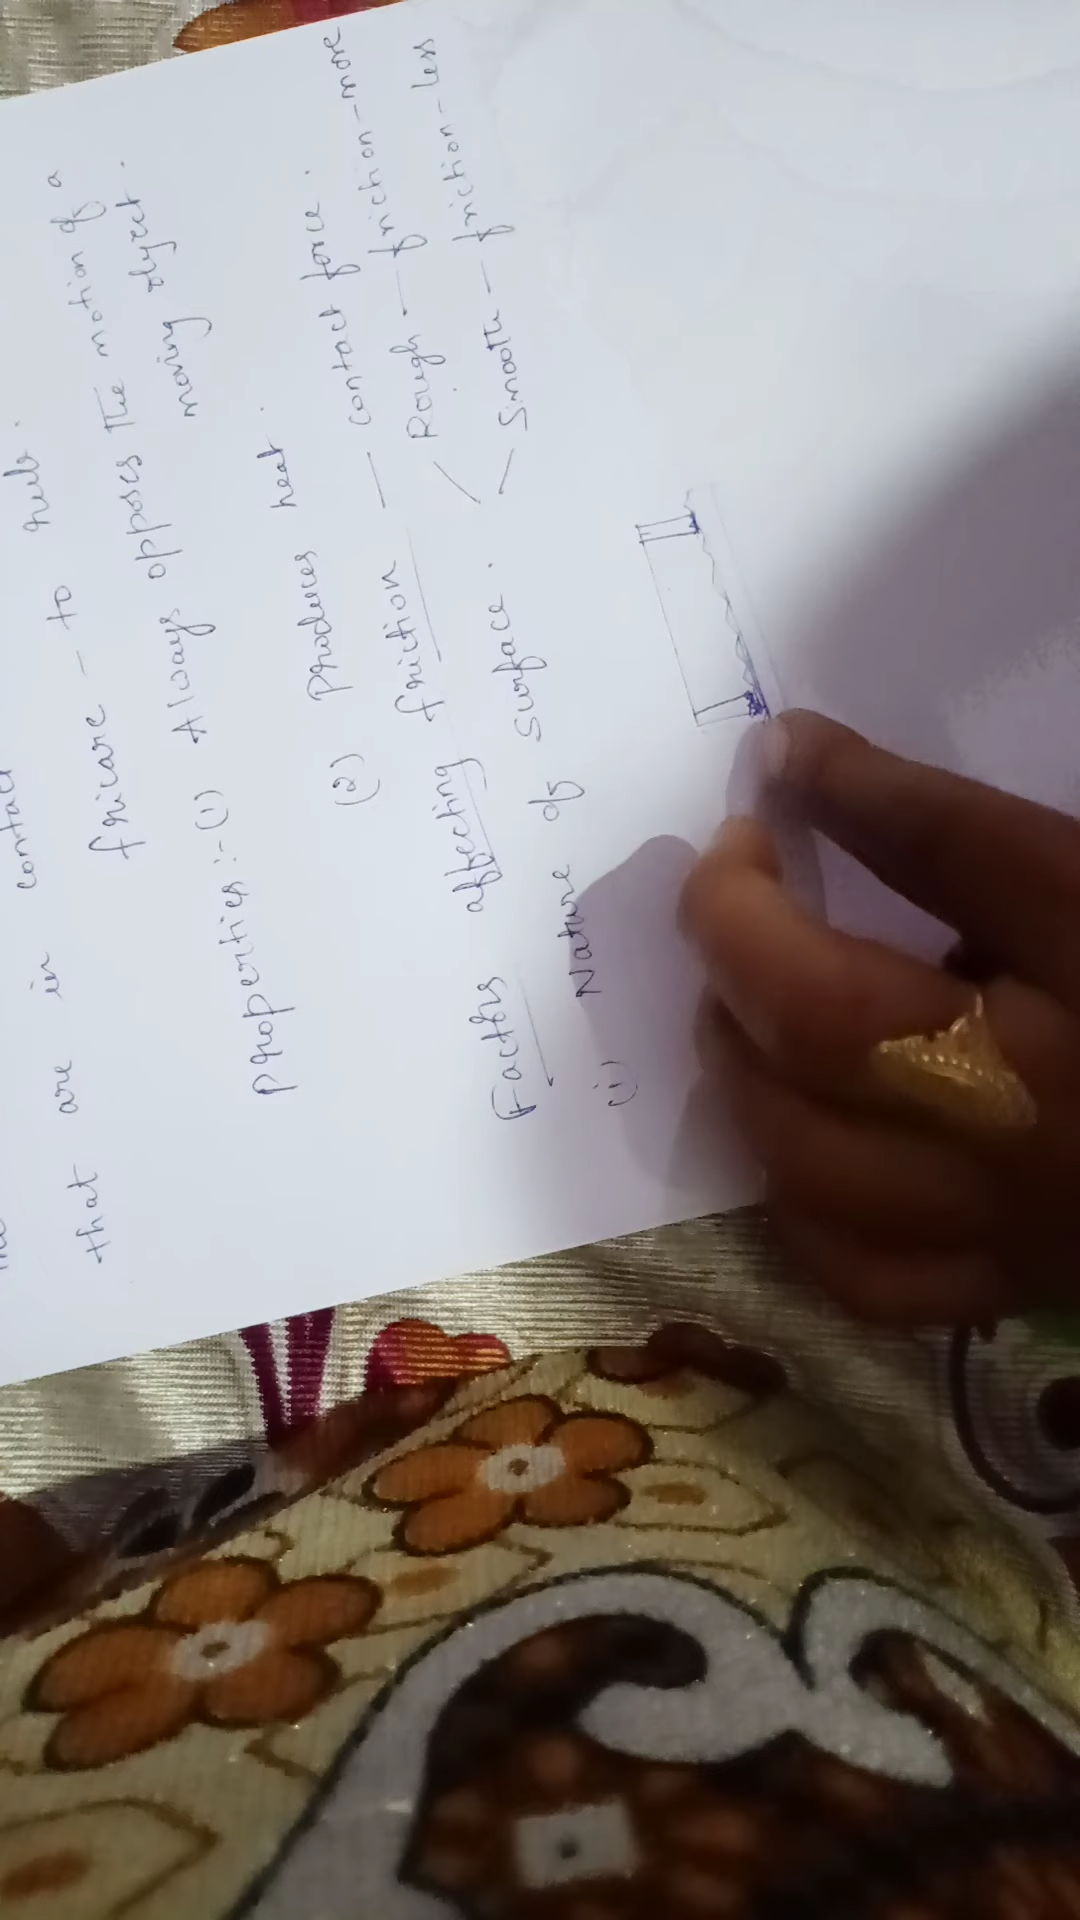 that are in contact rub.
fricare - to
Properties :- (1) Always opposes The motion of a
moving object.
(2) Produces heat.
Factors affecting friction - contact force.
(i) Nature of Surface. Rough - friction - more
Smooth - friction - less